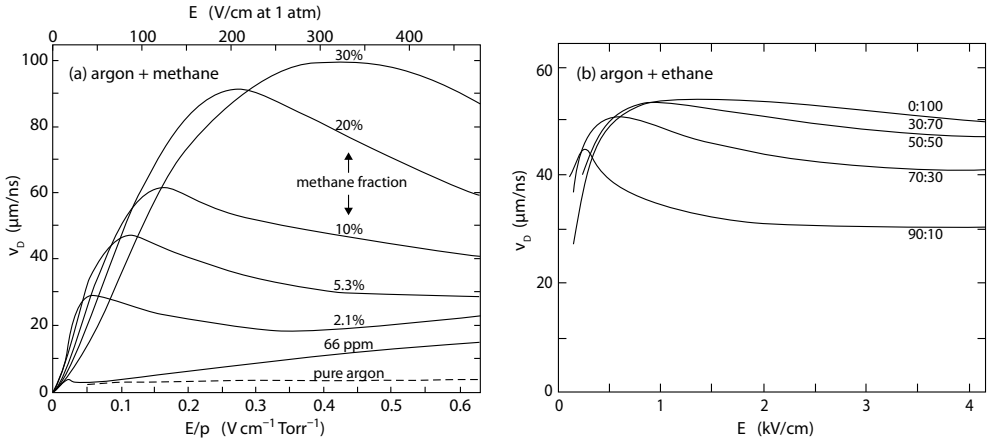 E (V/cm at 1 atm)
0 100 200 300 400
(a) argon + methane
100
80
60
40
20
0
v_D (µm/ns)
30%
20%
methane fraction
10%
5.3%
2.1%
66 ppm
pure argon
0 0.1 0.2 0.3 0.4 0.5 0.6
E/p (V cm⁻¹ Torr⁻¹)
(b) argon + ethane
60
40
20
0
v_D (µm/ns)
0:100
30:70
50:50
70:30
90:10
0 1 2 3 4
E (kV/cm)